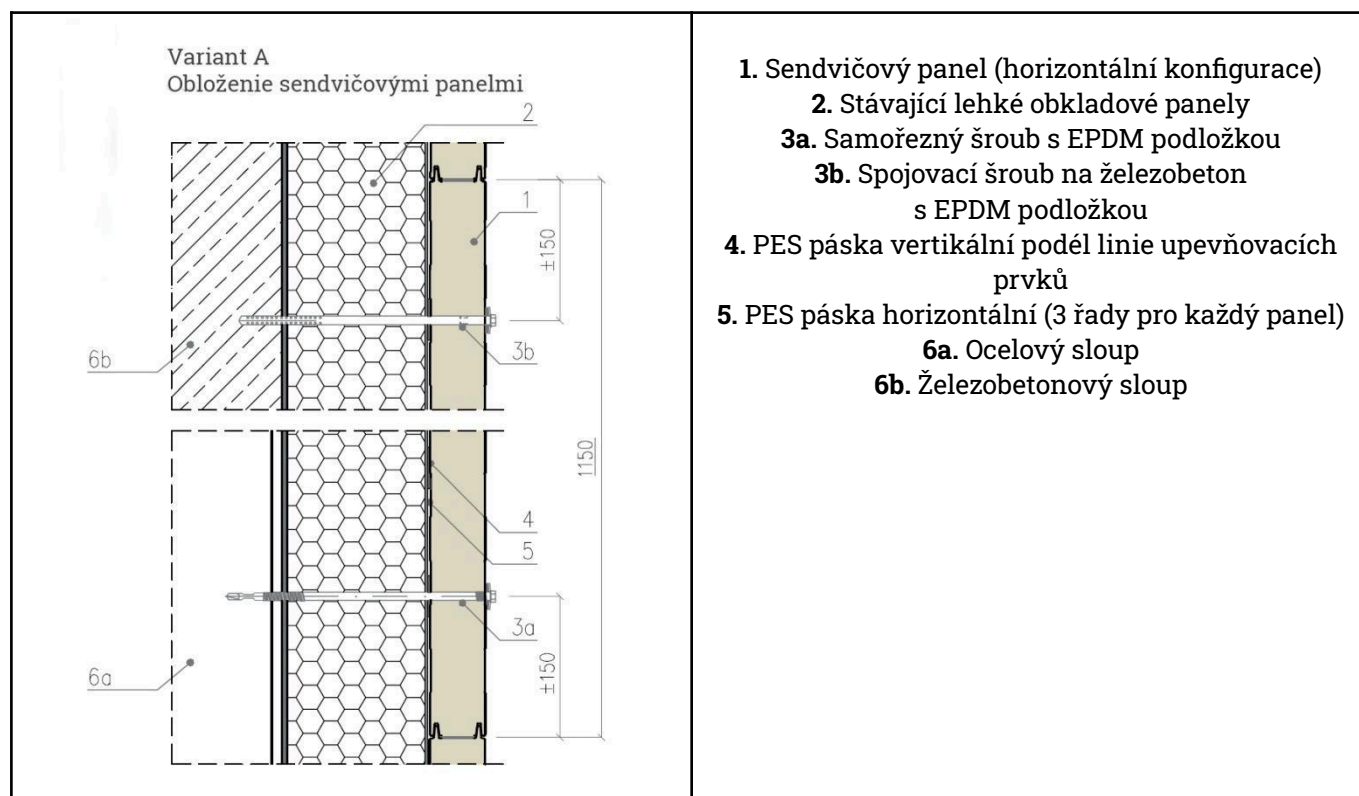 Variant A
Obloženie sendvičovými panelmi
2
1
±150
3b
6b
1150
4
5
3a
±150
6a
1. Sendvičový panel (horizontální konfigurace)
2. Stávající lehké obkladové panely
3a. Samořezný šroub s EPDM podložkou
3b. Spojovací šroub na železobeton
s EPDM podložkou
4. PES páska vertikální podél linie upevňovacích
prvků
5. PES páska horizontální (3 řady pro každý panel)
6a. Ocelový sloup
6b. Železobetonový sloup